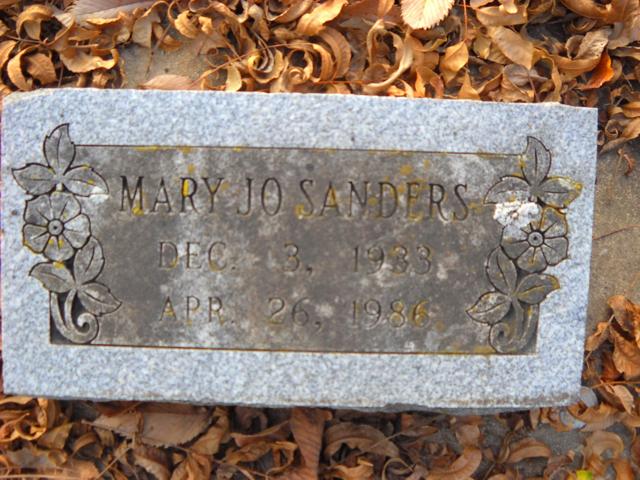 MARY JO SANDERS
DEC. 3, 1933
APR. 26, 1986